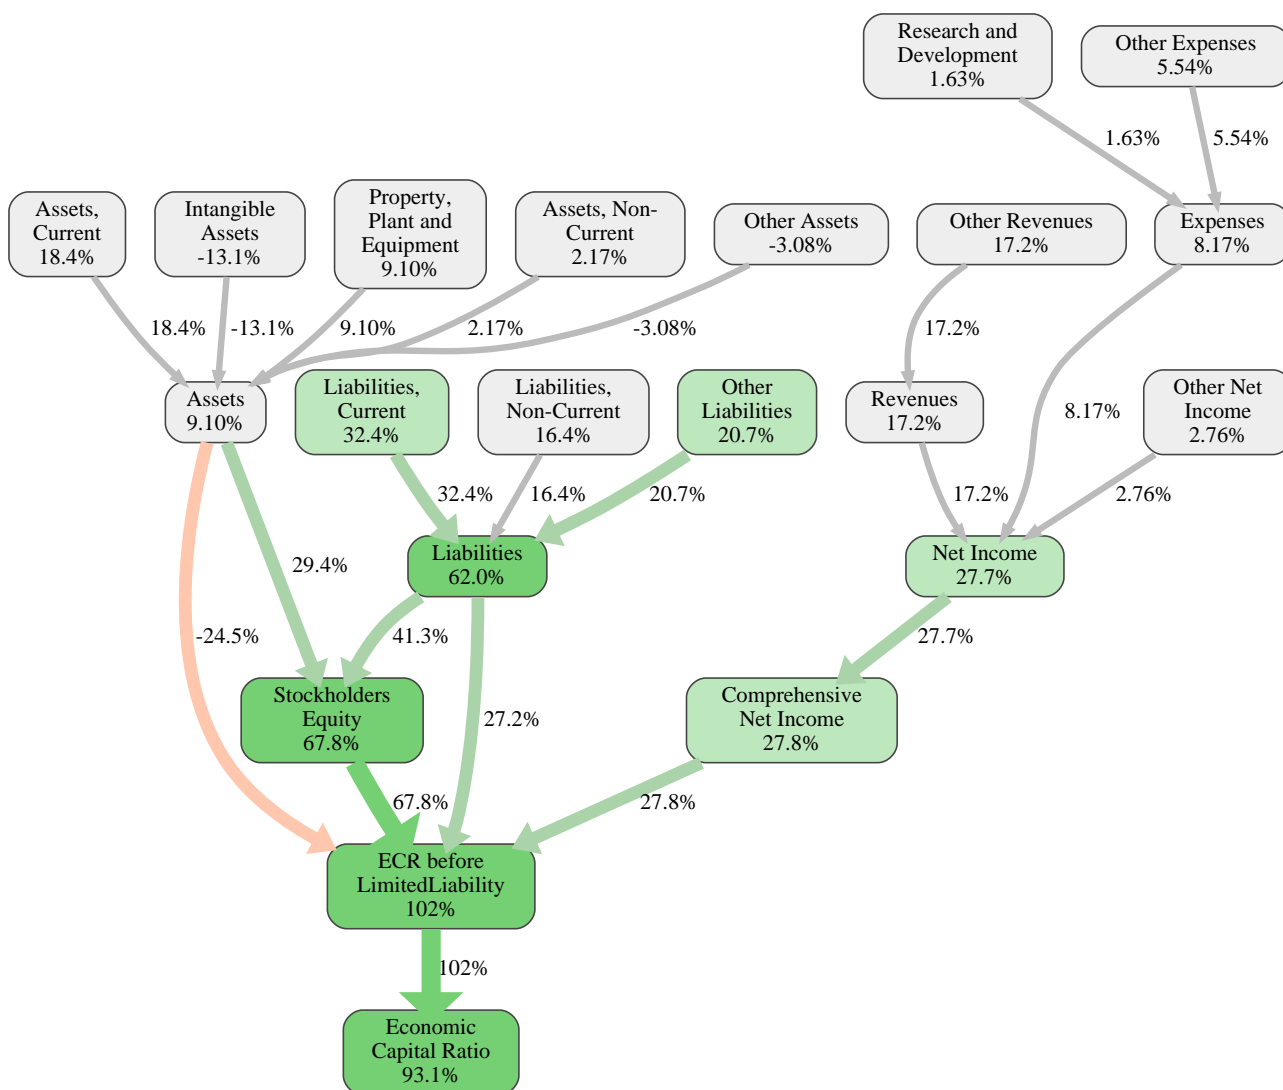 Research and
Development
1.63%
Other Expenses
5.54%
1.63%
5.54%
Assets,
Current
18.4%
Intangible
Assets
-13.1%
Property,
Plant and
Equipment
9.10%
Assets, Non-
Current
2.17%
Other Assets
-3.08%
Other Revenues
17.2%
Expenses
8.17%
18.4%
-13.1%
9.10%
2.17%
-3.08%
17.2%
Assets
9.10%
Liabilities,
Current
32.4%
Liabilities,
Non-Current
16.4%
Other
Liabilities
20.7%
Revenues
17.2%
8.17%
Other Net
Income
2.76%
32.4%
16.4%
20.7%
17.2%
2.76%
29.4%
Liabilities
62.0%
Net Income
27.7%
-24.5%
41.3%
27.7%
Stockholders
Equity
67.8%
27.2%
Comprehensive
Net Income
27.8%
67.8%
27.8%
ECR before
LimitedLiability
102%
102%
Economic
Capital Ratio
93.1%